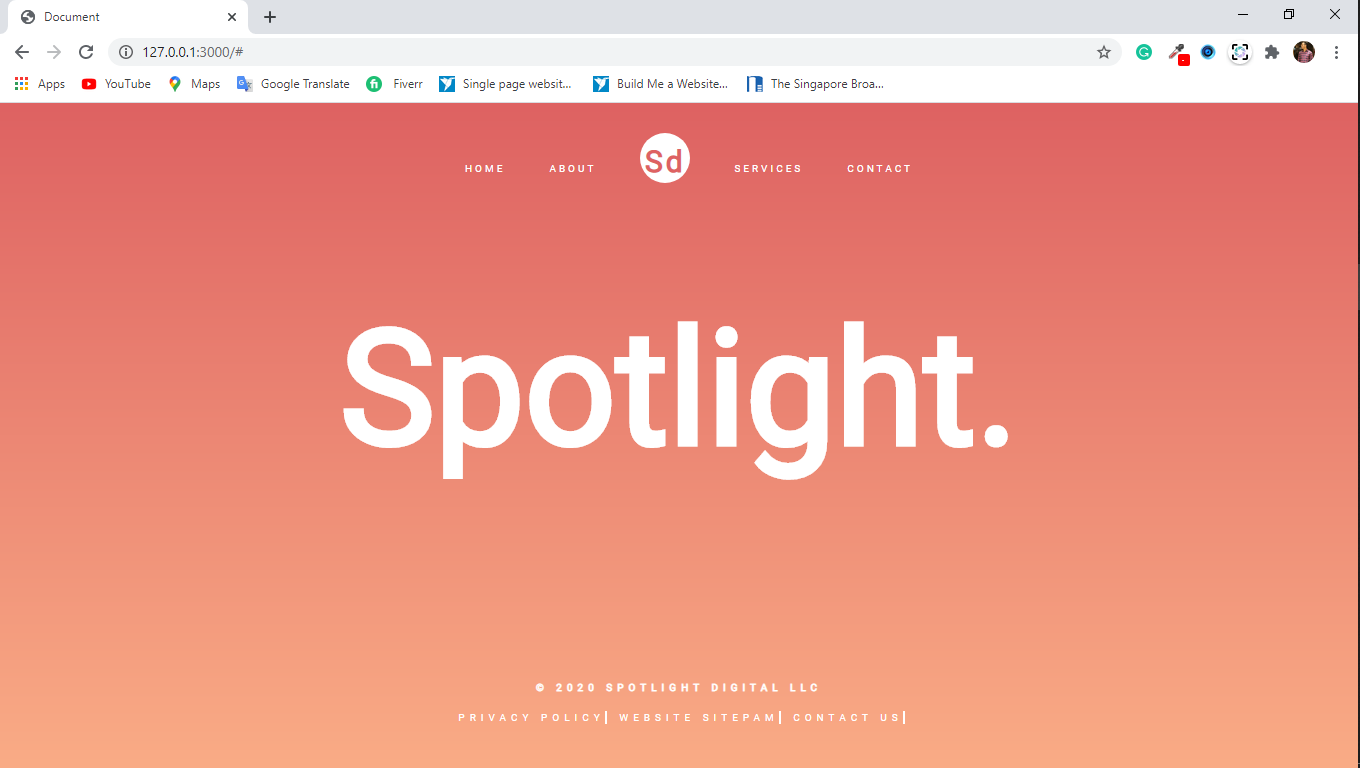 Document
127.0.0.1:3000/#
Apps YouTube Maps Google Translate Fiverr Single page websit... Build Me a Website... The Singapore Broa...
HOME ABOUT Sd SERVICES CONTACT
Spotlight.
© 2020 SPOTLIGHT DIGITAL LLC
PRIVACY POLICY| WEBSITE SITEPAM| CONTACT US|